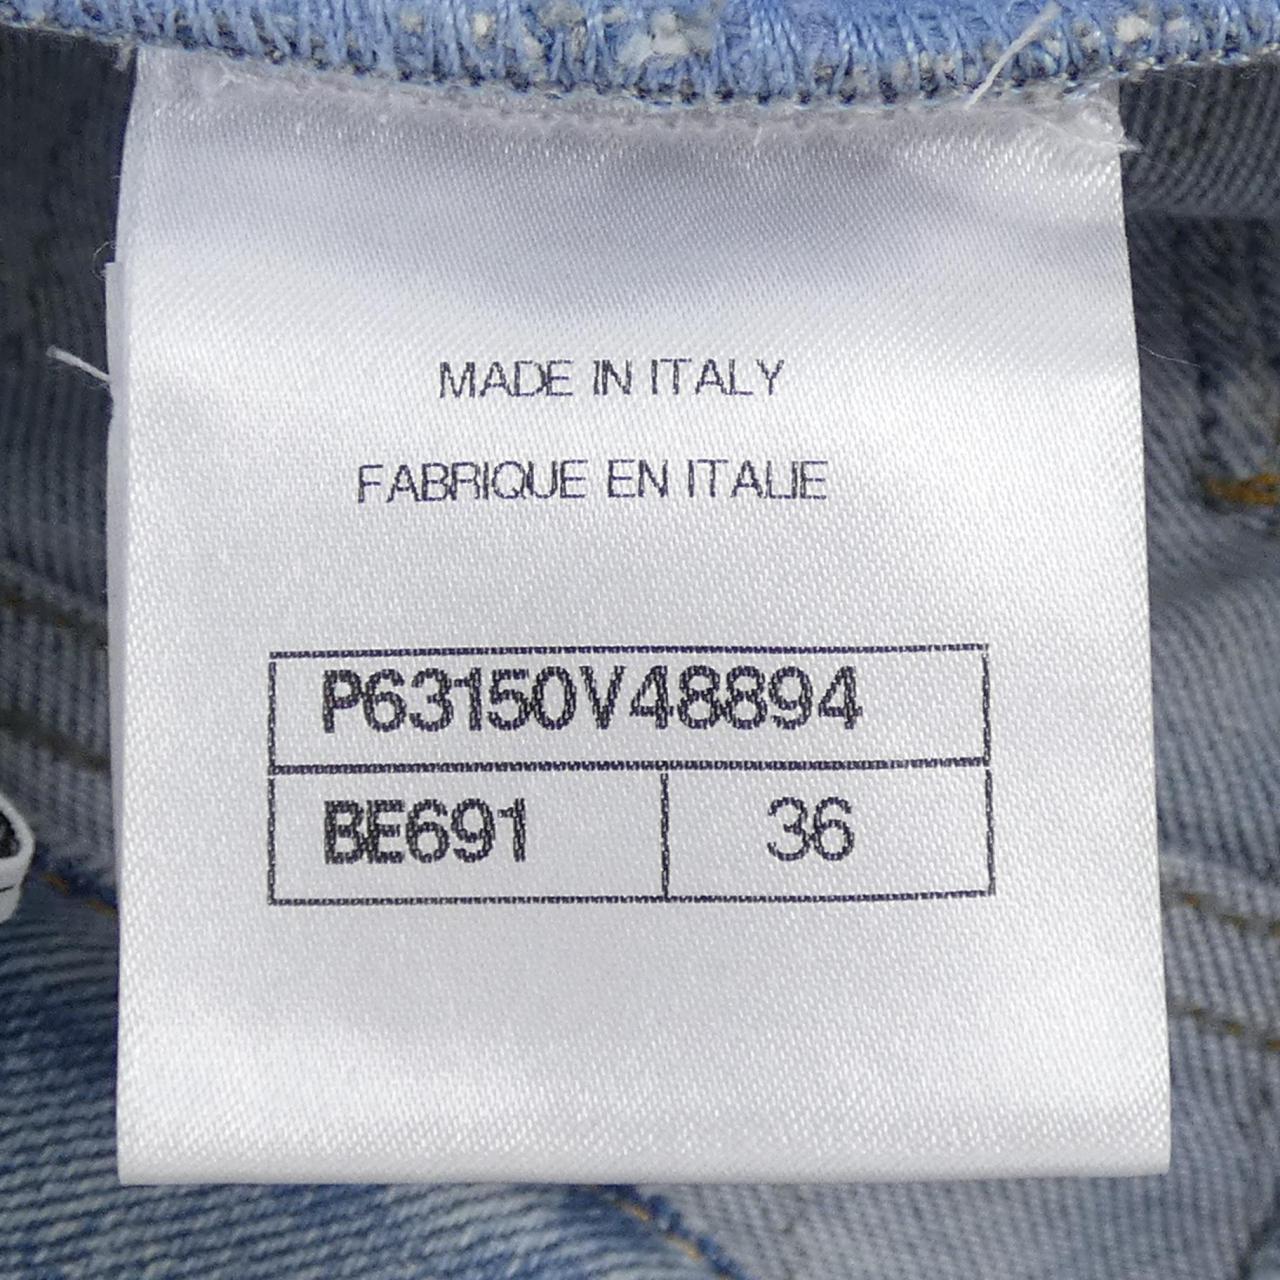 MADE IN ITALY
FABRIQUE EN ITALIE
P63150V48894
BE691 36